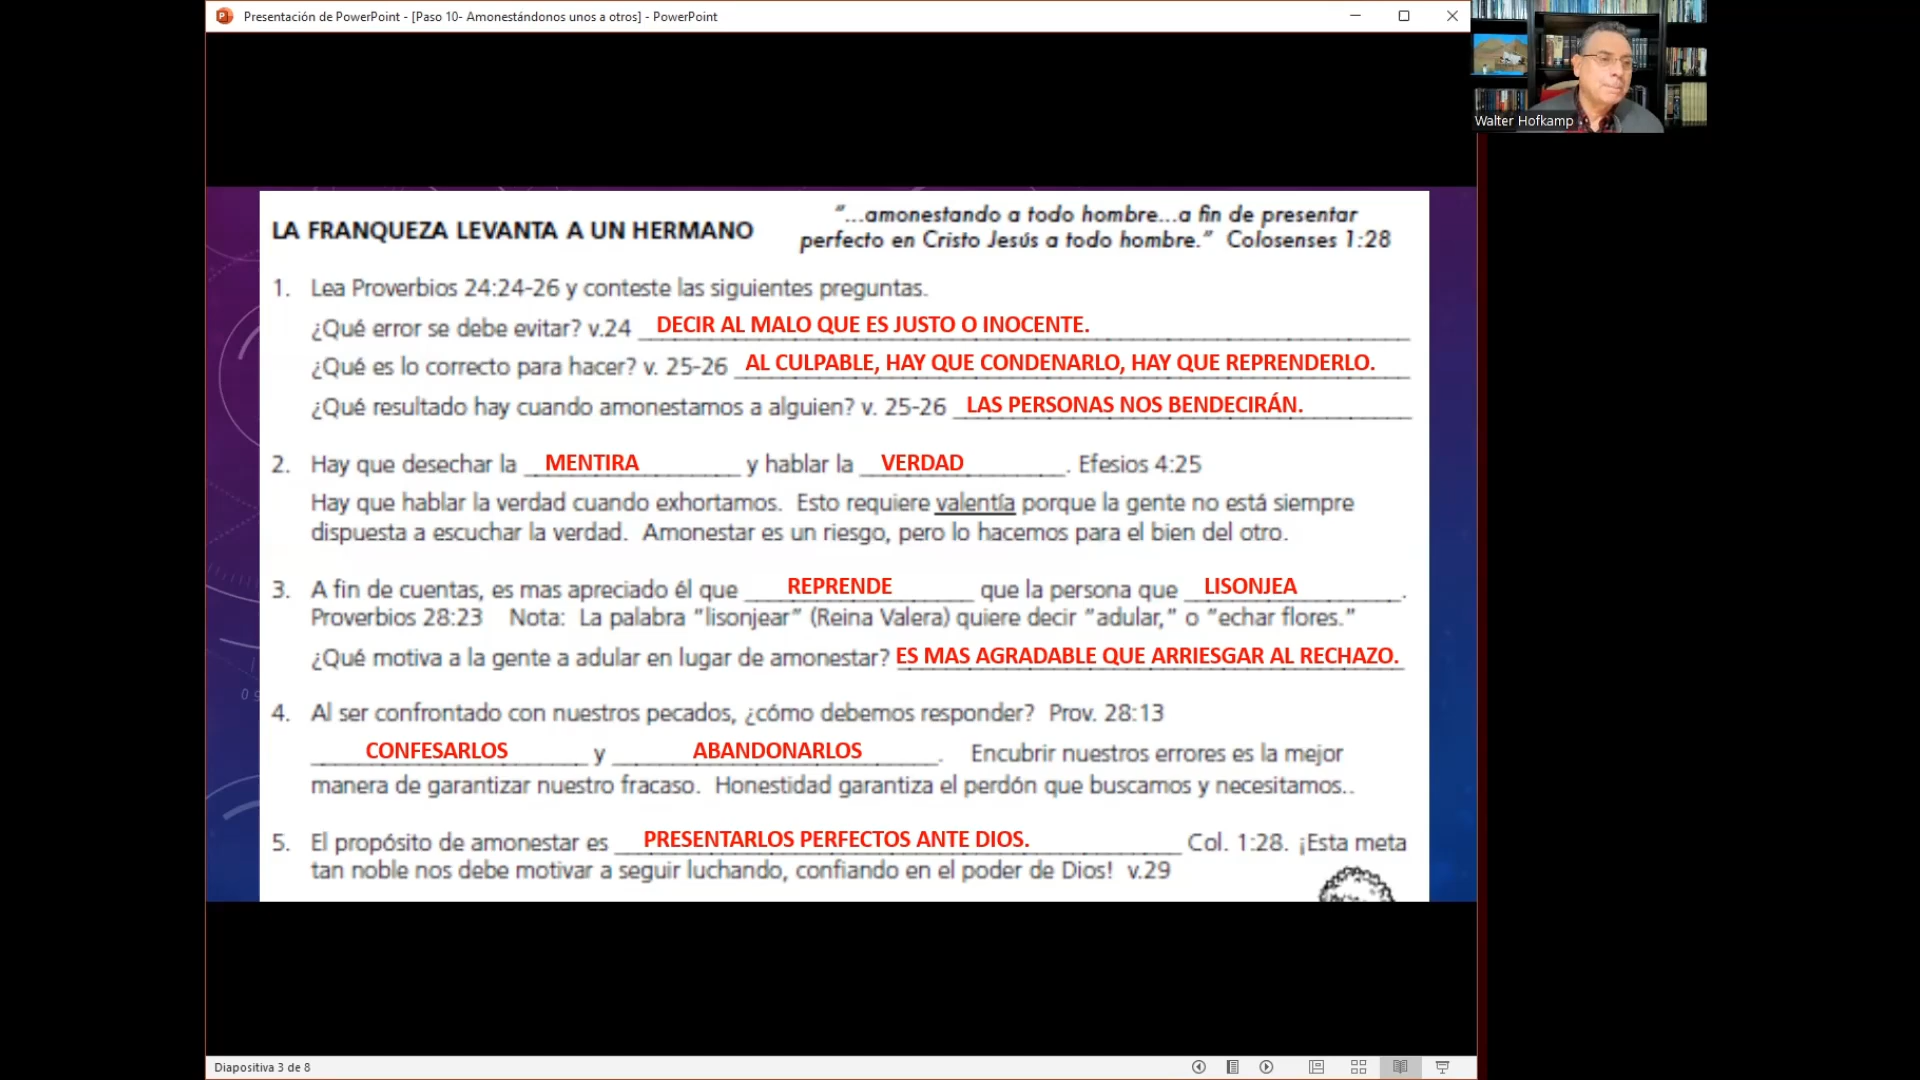 Presentación de PowerPoint - [Paso 10- Amonestándonos unos a otros] - PowerPoint
Walter Hofkamp
LA FRANQUEZA LEVANTA A UN HERMANO
"...amonestando a todo hombre...a fin de presentar
perfecto en Cristo Jesús a todo hombre." Colosenses 1:28
1. Lea Proverbios 24:24-26 y conteste las siguientes preguntas.
¿Qué error se debe evitar? v.24 DECIR AL MALO QUE ES JUSTO O INOCENTE.
¿Qué es lo correcto para hacer? v. 25-26 AL CULPABLE, HAY QUE CONDENARLO, HAY QUE REPRENDERLO.
¿Qué resultado hay cuando amonestamos a alguien? v. 25-26 LAS PERSONAS NOS BENDECIRÁN.
2. Hay que desechar la MENTIRA y hablar la VERDAD. Efesios 4:25
Hay que hablar la verdad cuando exhortamos. Esto requiere valentía porque la gente no está siempre
dispuesta a escuchar la verdad. Amonestar es un riesgo, pero lo hacemos para el bien del otro.
3. A fin de cuentas, es mas apreciado él que REPRENDE que la persona que LISONJEA.
Proverbios 28:23 Nota: La palabra "lisonjear" (Reina Valera) quiere decir "adular," o "echar flores."
¿Qué motiva a la gente a adular en lugar de amonestar? ES MAS AGRADABLE QUE ARRIESGAR AL RECHAZO.
4. Al ser confrontado con nuestros pecados, ¿cómo debemos responder? Prov. 28:13
CONFESARLOS y ABANDONARLOS. Encubrir nuestros errores es la mejor
manera de garantizar nuestro fracaso. Honestidad garantiza el perdón que buscamos y necesitamos..
5. El propósito de amonestar es PRESENTARLOS PERFECTOS ANTE DIOS. Col. 1:28. ¡Esta meta
tan noble nos debe motivar a seguir luchando, confiando en el poder de Dios! v.29
Diapositiva 3 de 8